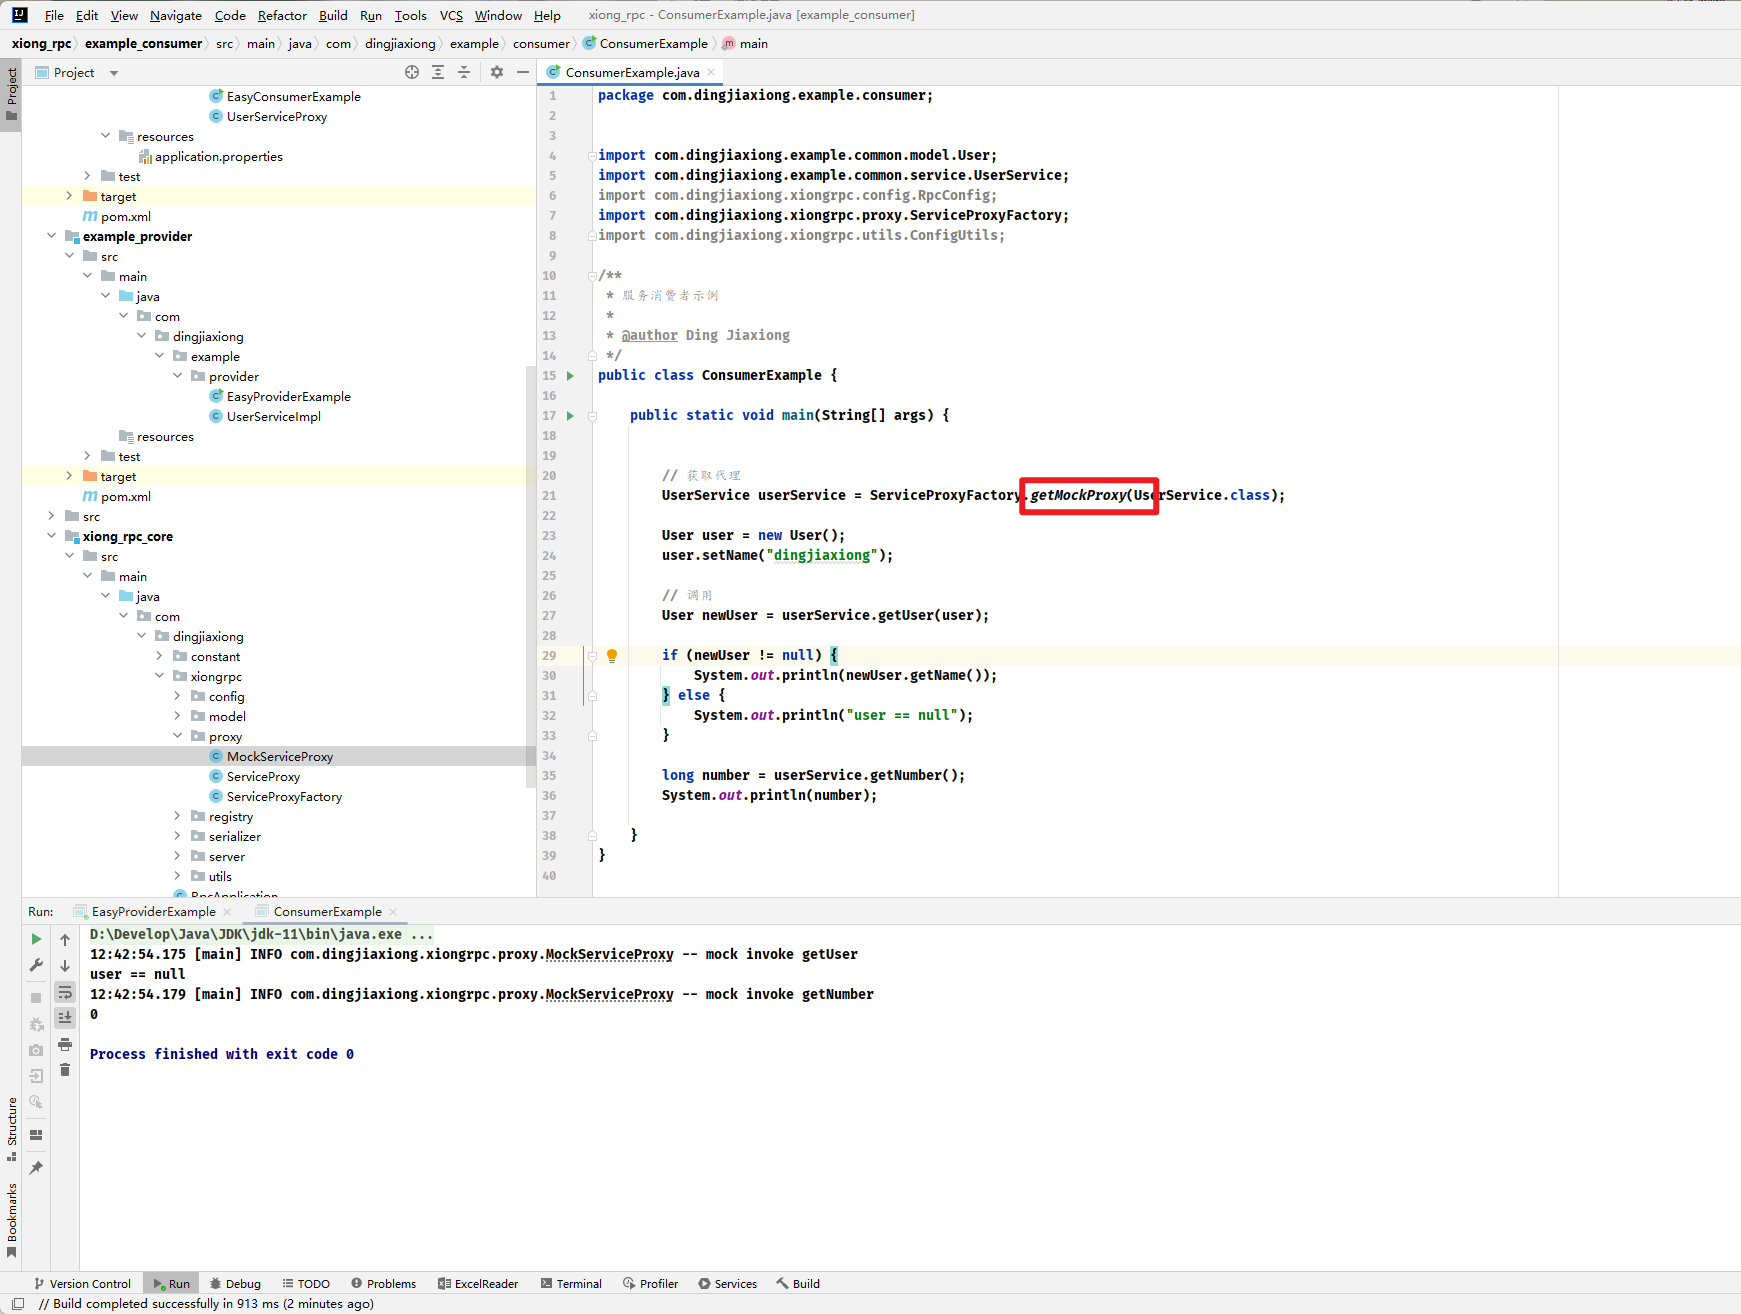 File Edit View Navigate Code Refactor Build Run Tools VCS Window Help xiong_rpc - ConsumerExample.java [example_consumer]
xiong_rpc example_consumer src main java com dingjiaxiong example consumer ConsumerExample main
Project
Project
EasyConsumerExample
UserServiceProxy
resources
application.properties
test
target
pom.xml
example_provider
src
main
java
com
dingjiaxiong
example
provider
EasyProviderExample
UserServiceImpl
resources
test
target
pom.xml
src
xiong_rpc_core
src
main
java
com
dingjiaxiong
constant
xiongrpc
config
model
proxy
MockServiceProxy
ServiceProxy
ServiceProxyFactory
registry
serializer
server
utils
RpcApplication
ConsumerExample.java
1 package com.dingjiaxiong.example.consumer;
2
3
4 import com.dingjiaxiong.example.common.model.User;
5 import com.dingjiaxiong.example.common.service.UserService;
6 import com.dingjiaxiong.xiongrpc.config.RpcConfig;
7 import com.dingjiaxiong.xiongrpc.proxy.ServiceProxyFactory;
8 import com.dingjiaxiong.xiongrpc.utils.ConfigUtils;
9
10 /**
11 * 服务消费者示例
12 *
13 * @author Ding Jiaxiong
14 */
15 public class ConsumerExample {
16
17 public static void main(String[] args) {
18
19
20 // 获取代理
21 UserService userService = ServiceProxyFactory.getMockProxy(UserService.class);
22
23 User user = new User();
24 user.setName("dingjiaxiong");
25
26 // 调用
27 User newUser = userService.getUser(user);
28
29 if (newUser != null) {
30 System.out.println(newUser.getName());
31 } else {
32 System.out.println("user == null");
33 }
34
35 long number = userService.getNumber();
36 System.out.println(number);
37
38 }
39 }
40
Run: EasyProviderExample ConsumerExample
D:\Develop\Java\JDK\jdk-11\bin\java.exe ...
12:42:54.175 [main] INFO com.dingjiaxiong.xiongrpc.proxy.MockServiceProxy -- mock invoke getUser
user == null
12:42:54.179 [main] INFO com.dingjiaxiong.xiongrpc.proxy.MockServiceProxy -- mock invoke getNumber
0
Process finished with exit code 0
Structure
Bookmarks
Version Control Run Debug TODO Problems ExcelReader Terminal Profiler Services Build
// Build completed successfully in 913 ms (2 minutes ago)